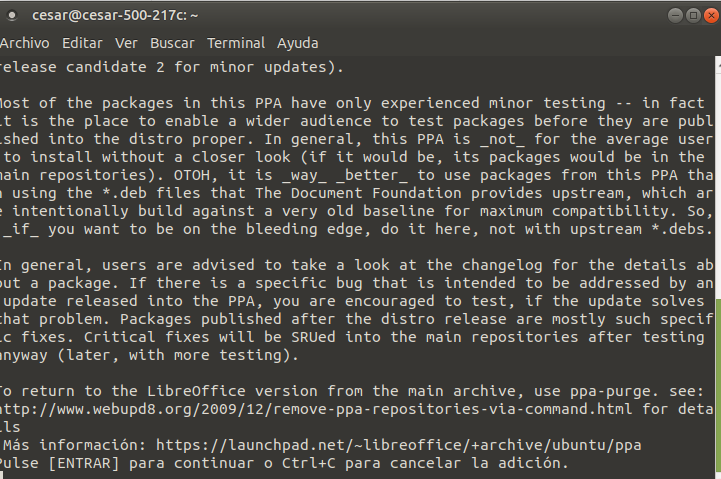 cesar@cesar-500-217c: ~
Archivo Editar Ver Buscar Terminal Ayuda
release candidate 2 for minor updates).
Most of the packages in this PPA have only experienced minor testing -- in fact
it is the place to enable a wider audience to test packages before they are publ
ished into the distro proper. In general, this PPA is _not_ for the average user
to install without a closer look (if it would be, its packages would be in the
main repositories). OTOH, it is _way_ _better_ to use packages from this PPA tha
n using the *.deb files that The Document Foundation provides upstream, which ar
e intentionally build against a very old baseline for maximum compatibility. So,
_if_ you want to be on the bleeding edge, do it here, not with upstream *.debs.
In general, users are advised to take a look at the changelog for the details ab
out a package. If there is a specific bug that is intended to be addressed by an
update released into the PPA, you are encouraged to test, if the update solves
that problem. Packages published after the distro release are mostly such specif
ic fixes. Critical fixes will be SRUed into the main repositories after testing
anyway (later, with more testing).
To return to the LibreOffice version from the main archive, use ppa-purge. see:
http://www.webupd8.org/2009/12/remove-ppa-repositories-via-command.html for deta
ils
Más información: https://launchpad.net/~libreoffice/+archive/ubuntu/ppa
Pulse [ENTRAR] para continuar o Ctrl+C para cancelar la adición.